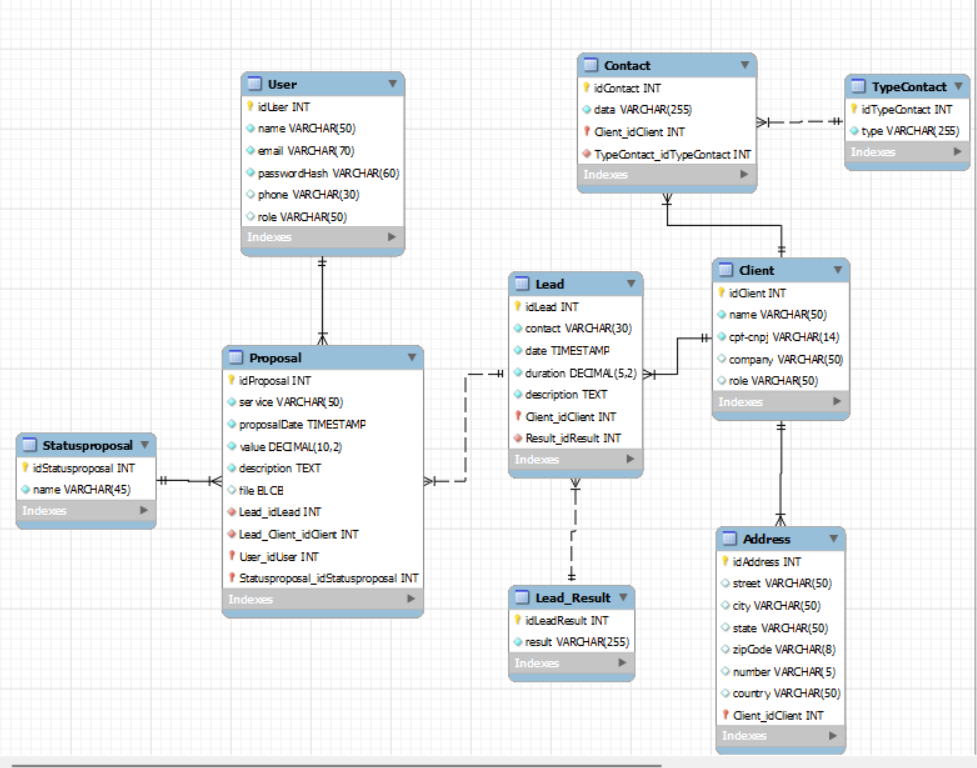 User
idUser INT
name VARCHAR(50)
email VARCHAR(70)
passwordHash VARCHAR(60)
phone VARCHAR(30)
role VARCHAR(50)
Indexes
Contact
idContact INT
data VARCHAR(255)
Client_idClient INT
TypeContact_idTypeContact INT
Indexes
TypeContact
idTypeContact INT
type VARCHAR(255)
Indexes
Lead
idLead INT
contact VARCHAR(30)
date TIMESTAMP
duration DECIMAL(5,2)
description TEXT
Client_idClient INT
Result_idResult INT
Indexes
Client
idClient INT
name VARCHAR(50)
cpf-cnpj VARCHAR(14)
company VARCHAR(50)
role VARCHAR(50)
Indexes
Proposal
idProposal INT
service VARCHAR(50)
proposalDate TIMESTAMP
value DECIMAL(10,2)
description TEXT
file BLOB
Lead_idLead INT
Lead_Client_idClient INT
User_idUser INT
Statusproposal_idStatusproposal INT
Indexes
Statusproposal
idStatusproposal INT
name VARCHAR(45)
Indexes
Lead_Result
idLeadResult INT
result VARCHAR(255)
Indexes
Address
idAddress INT
street VARCHAR(50)
city VARCHAR(50)
state VARCHAR(50)
zipCode VARCHAR(8)
number VARCHAR(5)
country VARCHAR(50)
Client_idClient INT
Indexes